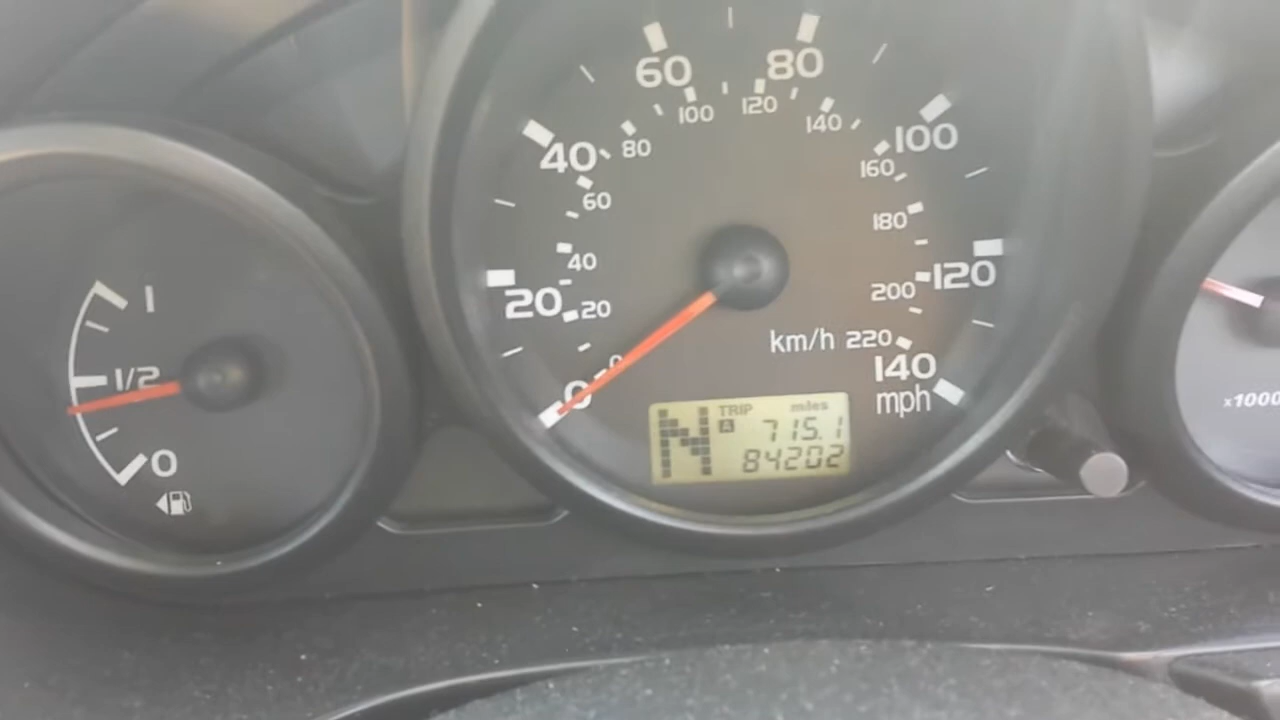 60 80
100 120
40 80 140 100
160
60
180
40
120
20 20 200
km/h 220
0 140
1 mph
1/2 TRIP miles
N A 715.1
0 84202
x1000